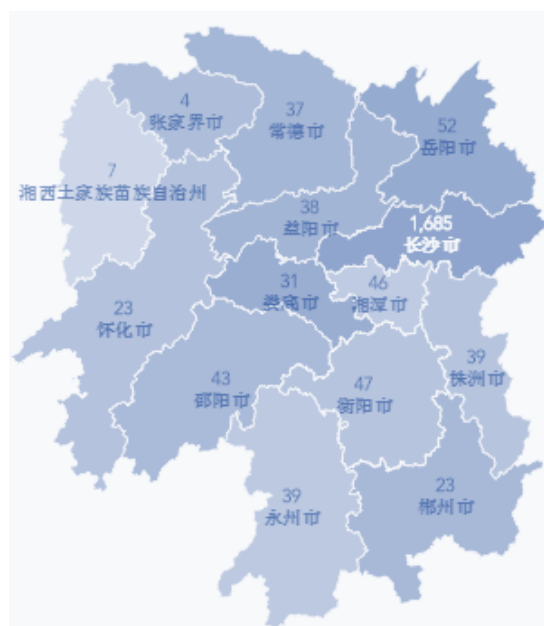 4
张家界市
37
常德市
52
岳阳市
7
湘西土家族苗族自治州
38
益阳市
1,685
长沙市
31
娄底市
46
湘潭市
23
怀化市
39
株洲市
43
邵阳市
47
衡阳市
39
永州市
23
郴州市